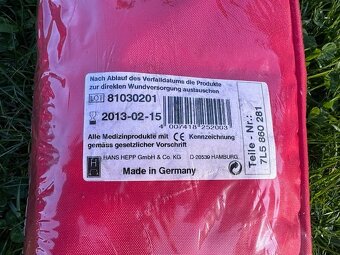 Nach Ablauf des Verfalldatums die Produkte
zur direkten Wundversorgung austauschen
LOT 81030201
2013-02-15
4 007418 252003
Alle Medizinprodukte mit CE Kennzeichnung
gemäss gesetzlicher Vorschrift
HANS HEPP GmbH & Co. KG D-20539 HAMBURG
Made in Germany
Teile - Nr.:
7L5 860 281